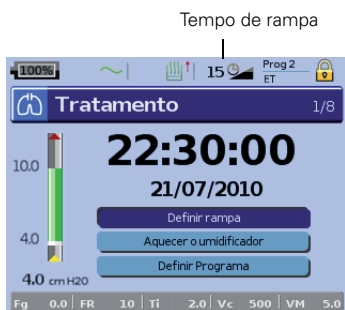 Tempo de rampa
100%
15
Prog 2
ET
Tratamento 1/8
10.0
22:30:00
21/07/2010
Definir rampa
4.0
Aquecer o umidificador
Definir Programa
4.0 cm H2O
Fg 0.0 FR 10 Ti 2.0 Vc 500 VM 5.0